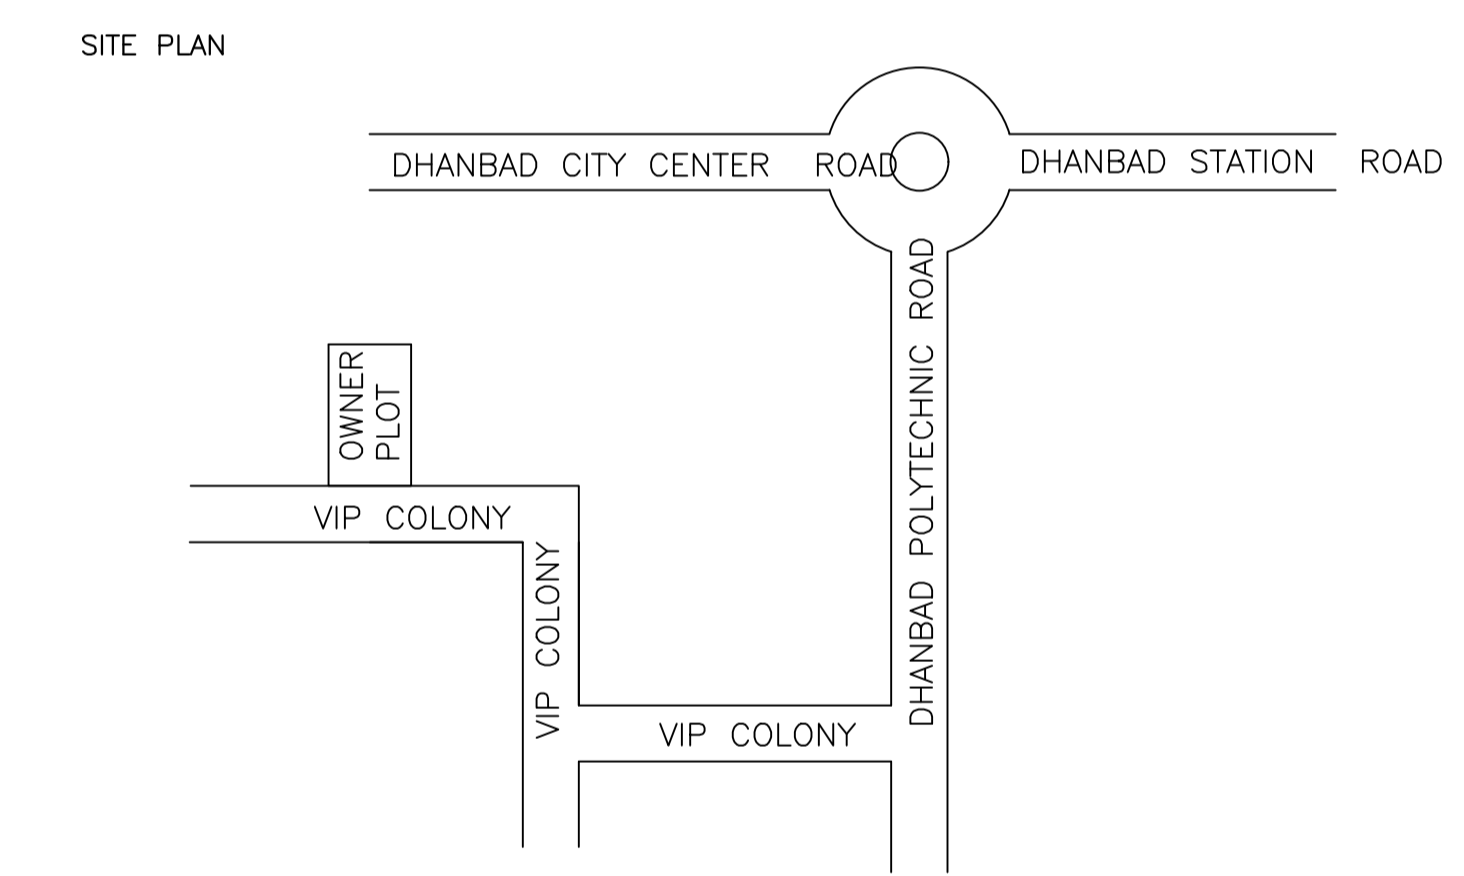 SITE PLAN
DHANBAD CITY CENTER ROAD
DHANBAD STATION ROAD
DHANBAD POLYTECHNIC ROAD
OWNER
PLOT
VIP COLONY
VIP COLONY
VIP COLONY